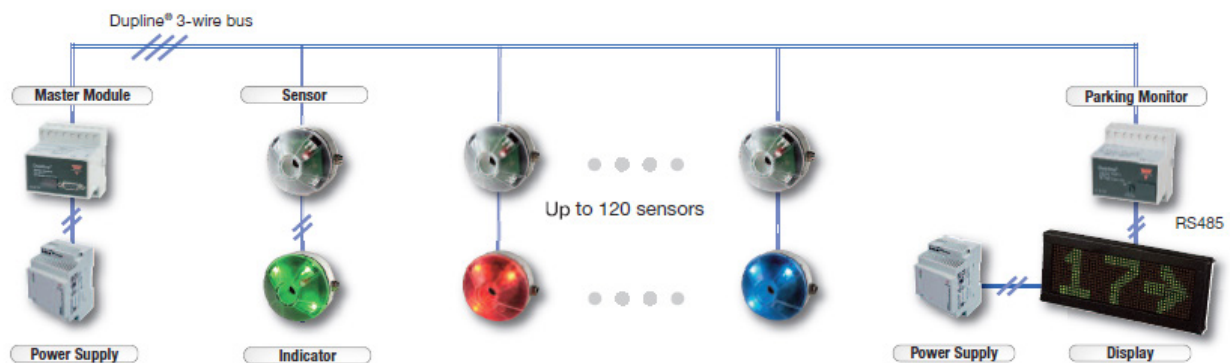 Dupline® 3-wire bus
Master Module
Sensor
Parking Monitor
Up to 120 sensors
RS485
17→
Power Supply
Indicator
Power Supply
Display